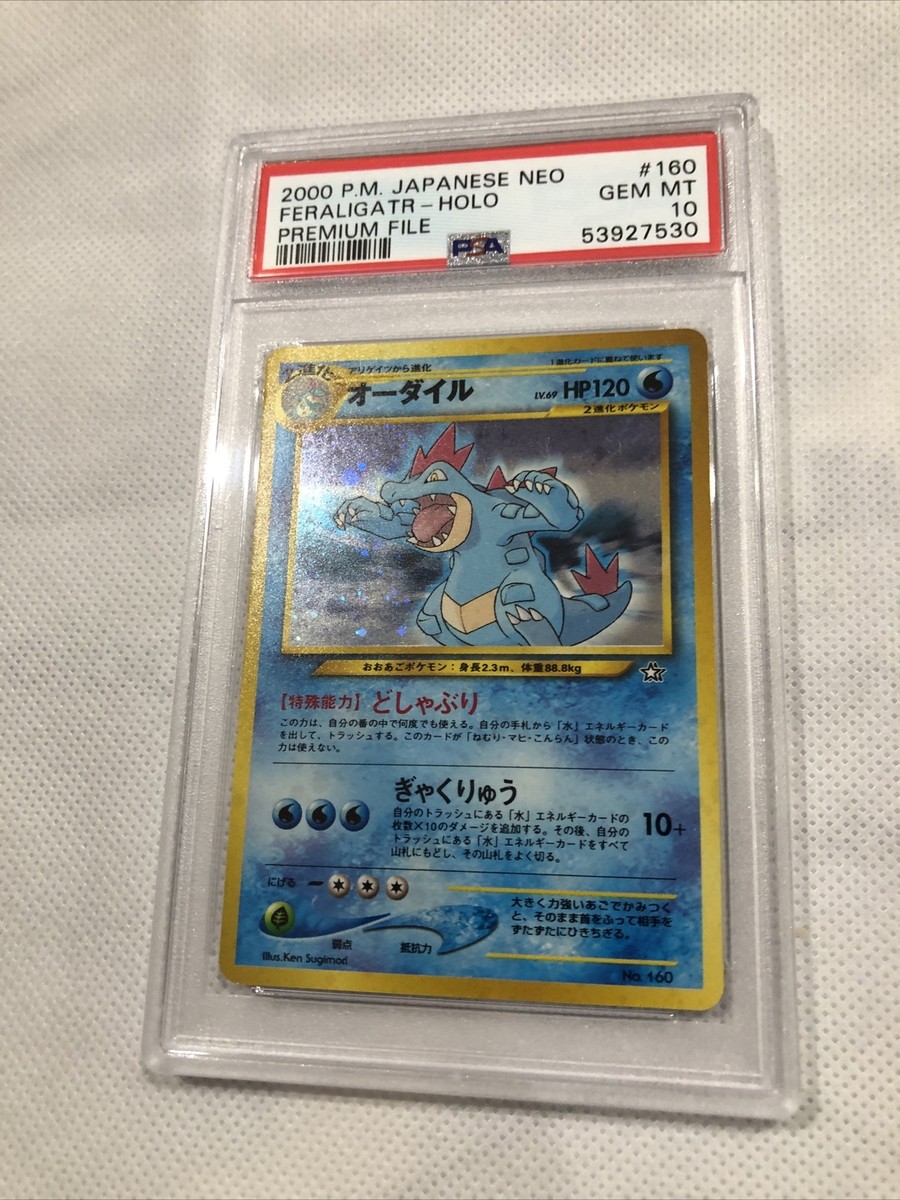 2000 P.M. JAPANESE NEO #160
FERALIGATR-HOLO GEM MT
PREMIUM FILE 10
PSA 53927530
2進化 アリゲイツから進化 1進化カードに重ねて使います
オーダイル LV.69 HP120
2進化ポケモン
おおあごポケモン:身長2.3m、体重88.8kg
【特殊能力】どしゃぶり
この力は、自分の番の中で何度でも使える。自分の手札から「水」エネルギーカード
を出して、トラッシュする。このカードが「ねむり・マヒ・こんらん」状態のとき、この
力は使えない。
ぎゃくりゅう
自分のトラッシュにある「水」エネルギーカードの
枚数×10のダメージを追加する。その後、自分の
トラッシュにある「水」エネルギーカードをすべて
山札にもどし、その山札をよく切る。
10+
にげる
弱点 抵抗力
大きく力強いあごでかみつく
と、そのまま首をふって相手を
ずたずたにひきちぎる。
Illus.Ken Sugimori
No. 160